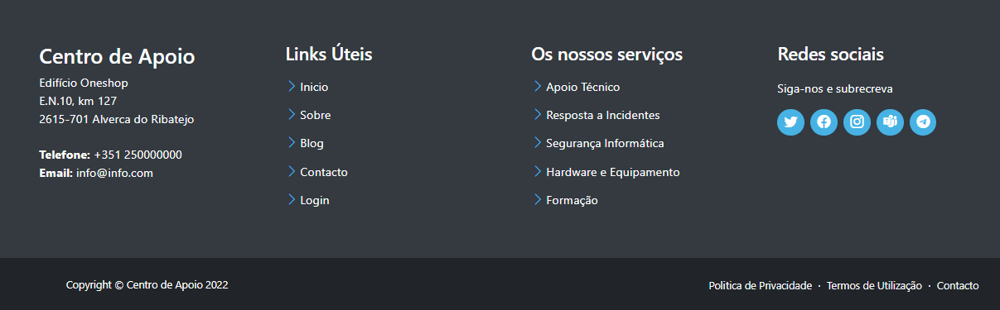 Centro de Apoio
Edifício Oneshop
E.N.10, km 127
2615-701 Alverca do Ribatejo
Telefone: +351 250000000
Email: info@info.com
Links Úteis
Inicio
Sobre
Blog
Contacto
Login
Os nossos serviços
Apoio Técnico
Resposta a Incidentes
Segurança Informática
Hardware e Equipamento
Formação
Redes sociais
Siga-nos e subrecreva
Copyright © Centro de Apoio 2022
Politica de Privacidade · Termos de Utilização · Contacto